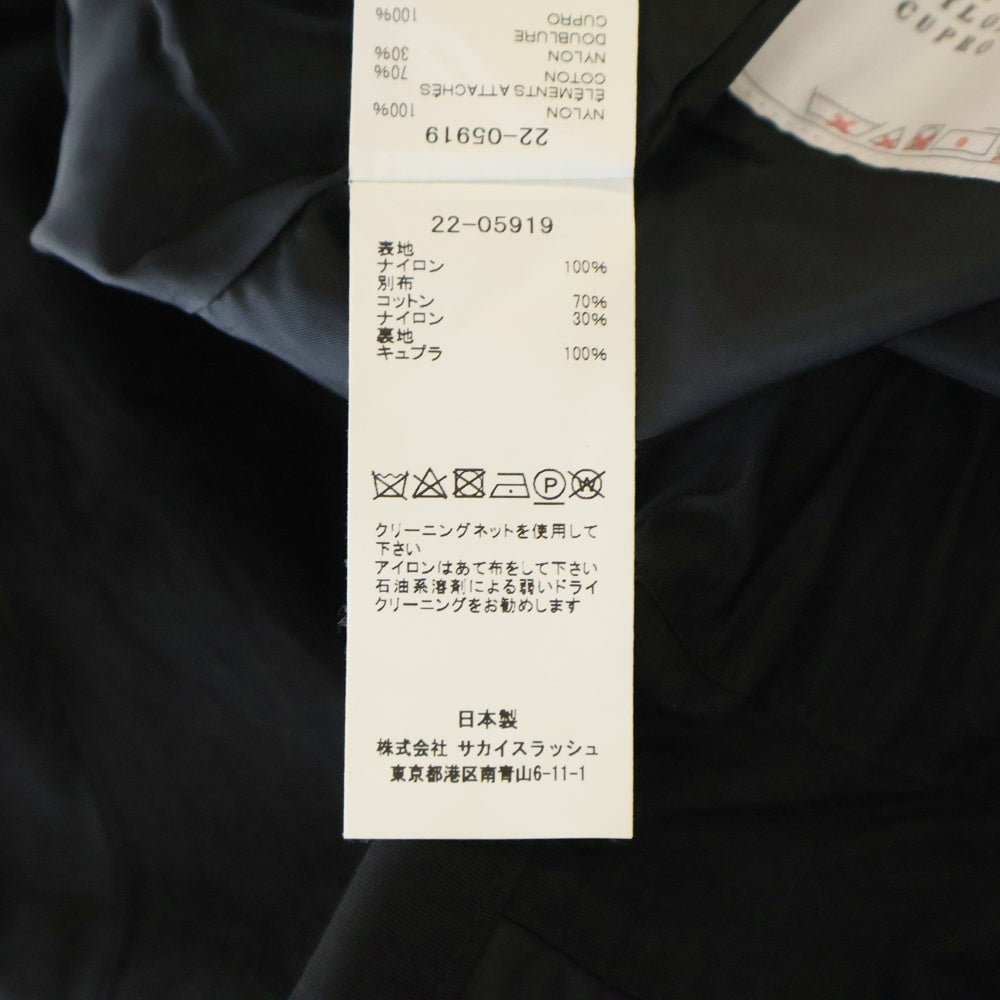 22-05919
NYLON 100%
ÉLÉMENTS ATTACHÉS
COTON 70%
NYLON 30%
DOUBLURE
CUPRO 100%
CUPRO
22-05919
表地
ナイロン 100%
別布
コットン 70%
ナイロン 30%
裏地
キュプラ 100%
P W
クリーニングネットを使用して
下さい
アイロンはあて布をして下さい
石油系溶剤による弱いドライ
クリーニングをお勧めします
日本製
株式会社 サカイスラッシュ
東京都港区南青山6-11-1